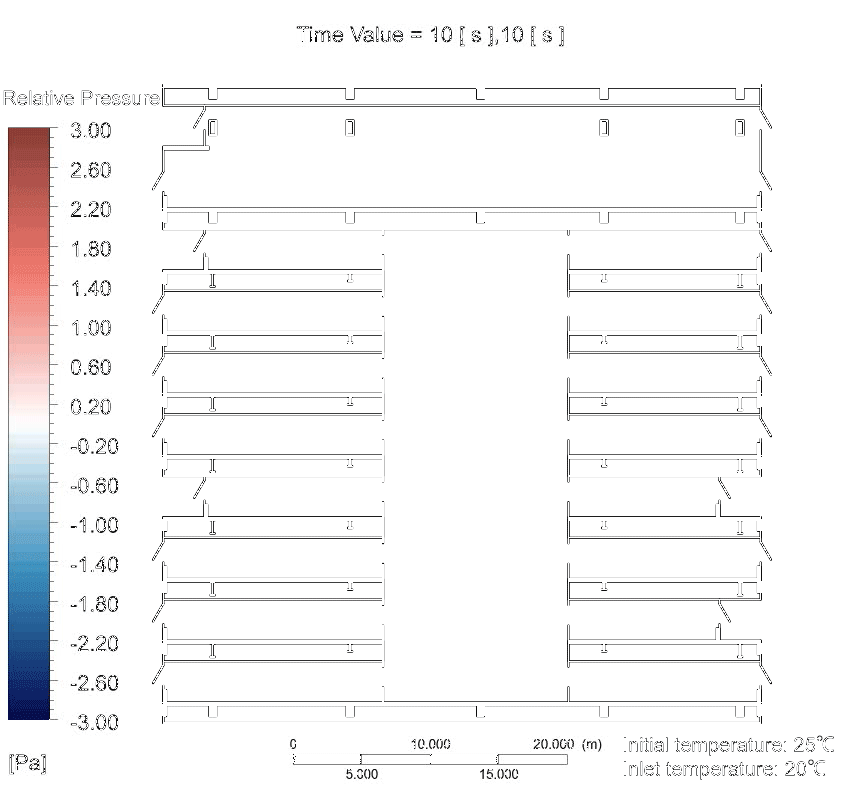 Time Value = 10 [ s ],10 [ s ]
Relative Pressure
3.00
2.60
2.20
1.80
1.40
1.00
0.60
0.20
-0.20
-0.60
-1.00
-1.40
-1.80
-2.20
-2.60
-3.00
[Pa]
0 10.000 20.000 (m)
5.000 15.000
Initial temperature: 25℃
Inlet temperature: 20℃